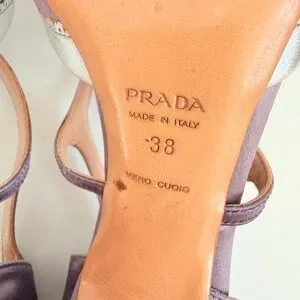 PRADA
MADE IN ITALY
38
VERO CUOIO